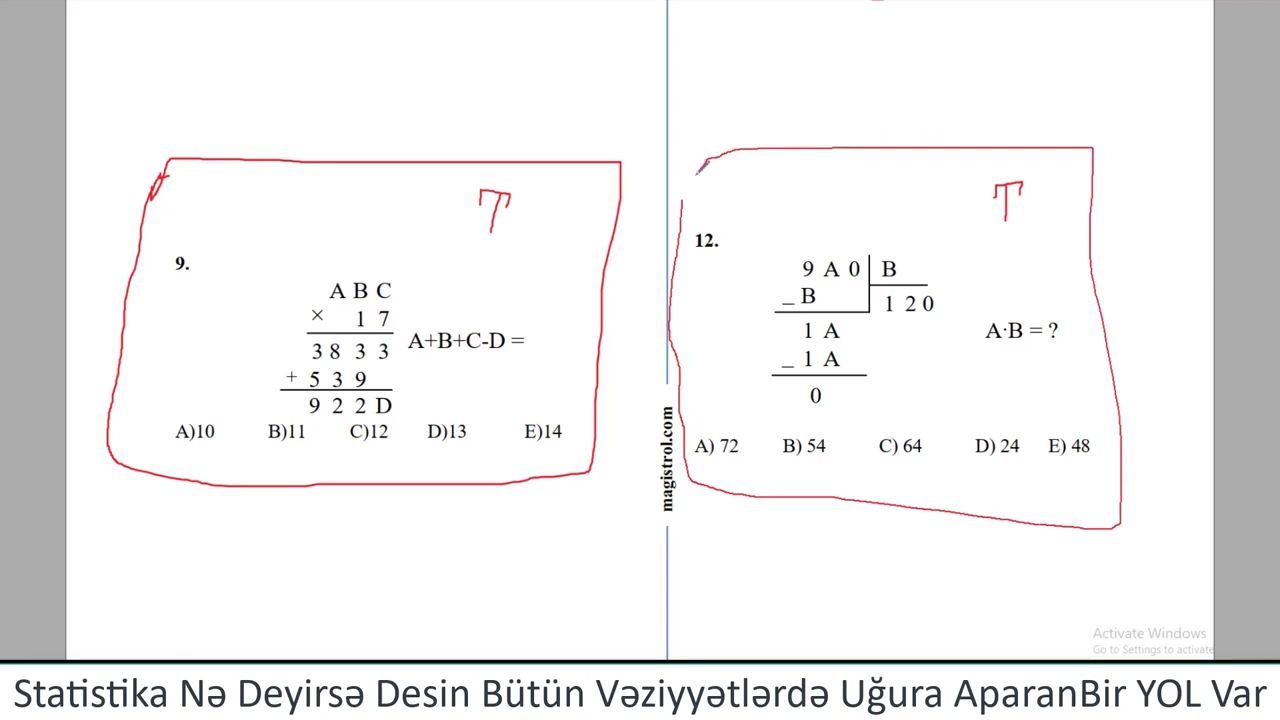 9.
A B C
× 1 7
3 8 3 3
+ 5 3 9
9 2 2 D
A+B+C-D =
A)10 B)11 C)12 D)13 E)14
T
magistrol.com
12.
9 A 0 B
_ B 1 2 0
1 A
_ 1 A
0
A·B = ?
A) 72 B) 54 C) 64 D) 24 E) 48
T
Activate Windows
Go to Settings to activate
Statistika Nə Deyirsə Desin Bütün Vəziyyətlərdə Uğura AparanBir YOL Var